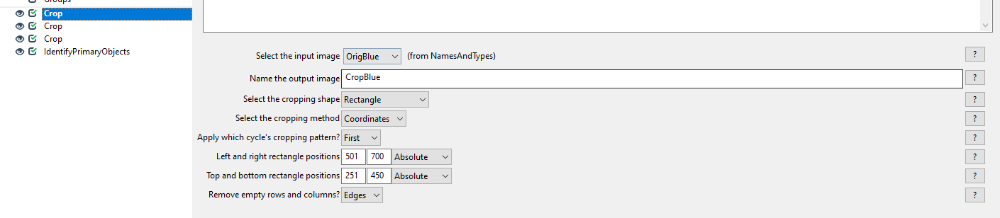 Groups
Crop
Crop
Crop
IdentifyPrimaryObjects
Select the input image OrigBlue (from NamesAndTypes) ?
Name the output image CropBlue ?
Select the cropping shape Rectangle ?
Select the cropping method Coordinates ?
Apply which cycle's cropping pattern? First ?
Left and right rectangle positions 501 700 Absolute ?
Top and bottom rectangle positions 251 450 Absolute ?
Remove empty rows and columns? Edges ?